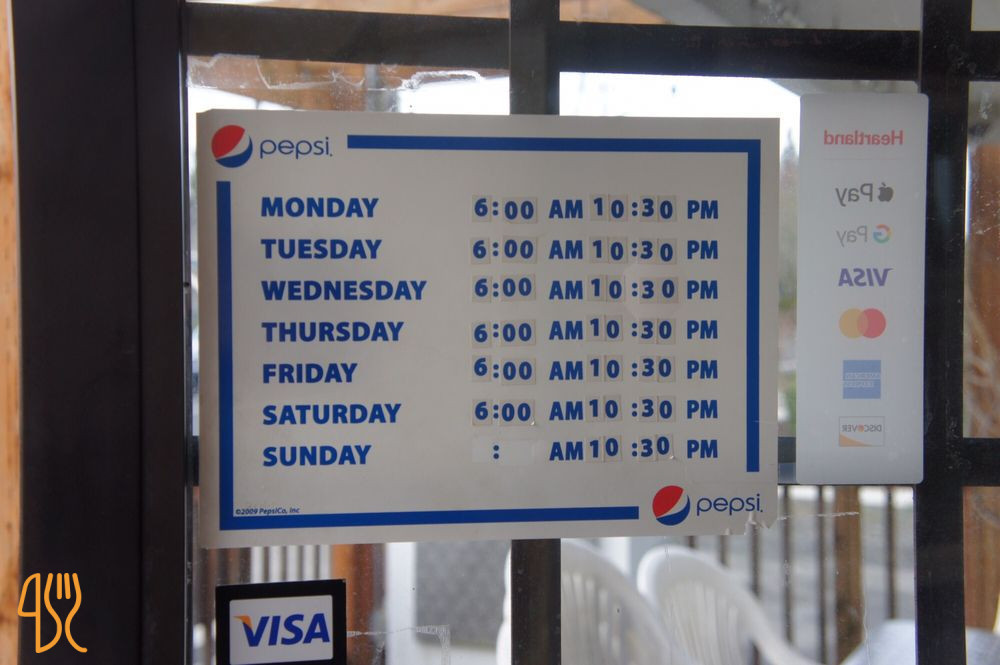 pepsi.
MONDAY 6:00 AM 10:30 PM
TUESDAY 6:00 AM 10:30 PM
WEDNESDAY 6:00 AM 10:30 PM
THURSDAY 6:00 AM 10:30 PM
FRIDAY 6:00 AM 10:30 PM
SATURDAY 6:00 AM 10:30 PM
SUNDAY : AM 10:30 PM
©2009 PepsiCo, Inc
pepsi.
Heartland
Pay
G Pay
VISA
AMERICAN
EXPRESS
DISCOVER
VISA